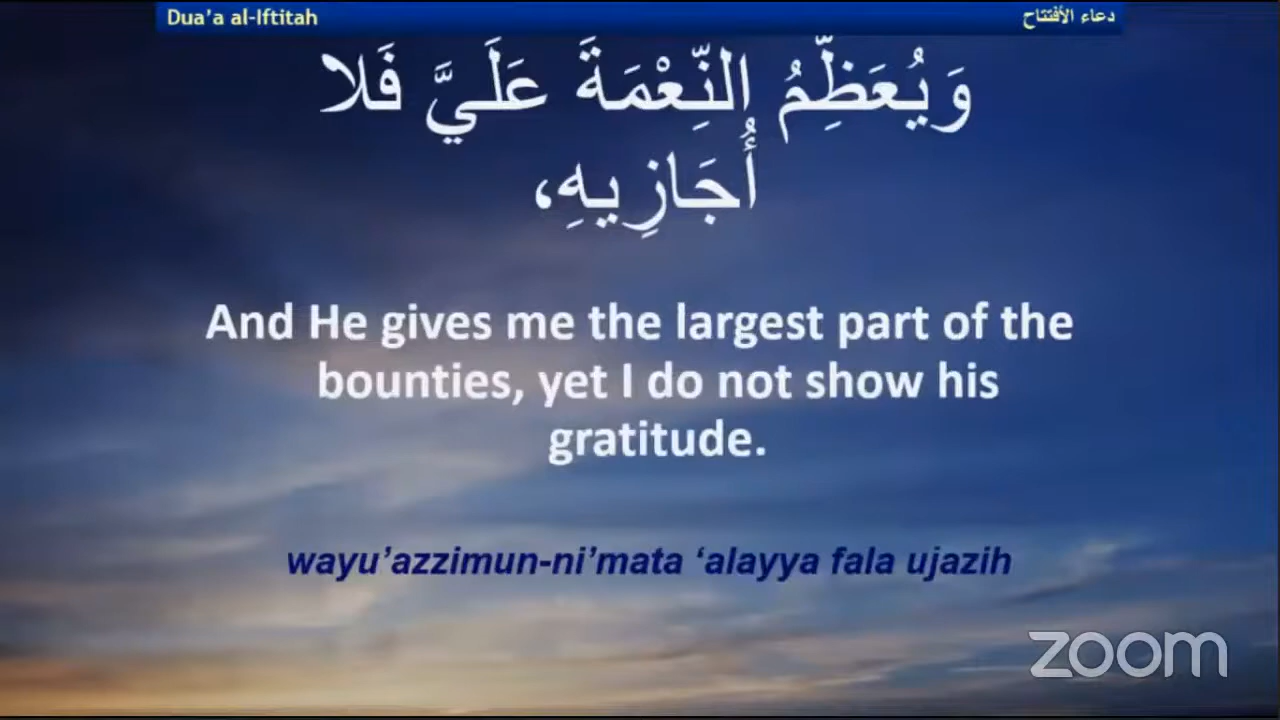 Dua’a al-Iftitah
دعاء الأفتتاح
وَيُعَظِّمُ النِّعْمَةَ عَلَيَّ فَلا
أُجَازِيهِ،
And He gives me the largest part of the
bounties, yet I do not show his
gratitude.
wayu’azzimun-ni’mata ‘alayya fala ujazih
zoom